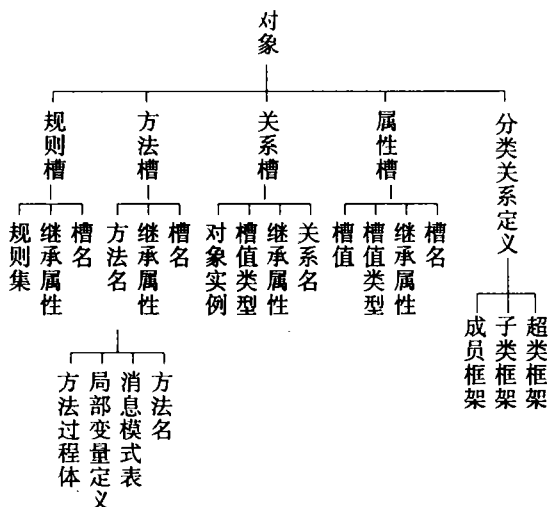 对象
规则槽
方法槽
关系槽
属性槽
分类关系定义
规则集
继承属性
槽名
方法名
继承属性
槽名
对象实例
槽值类型
继承属性
关系名
槽值
槽值类型
继承属性
槽名
成员框架
子类框架
超类框架
方法过程体
局部变量定义
消息模式表
方法名